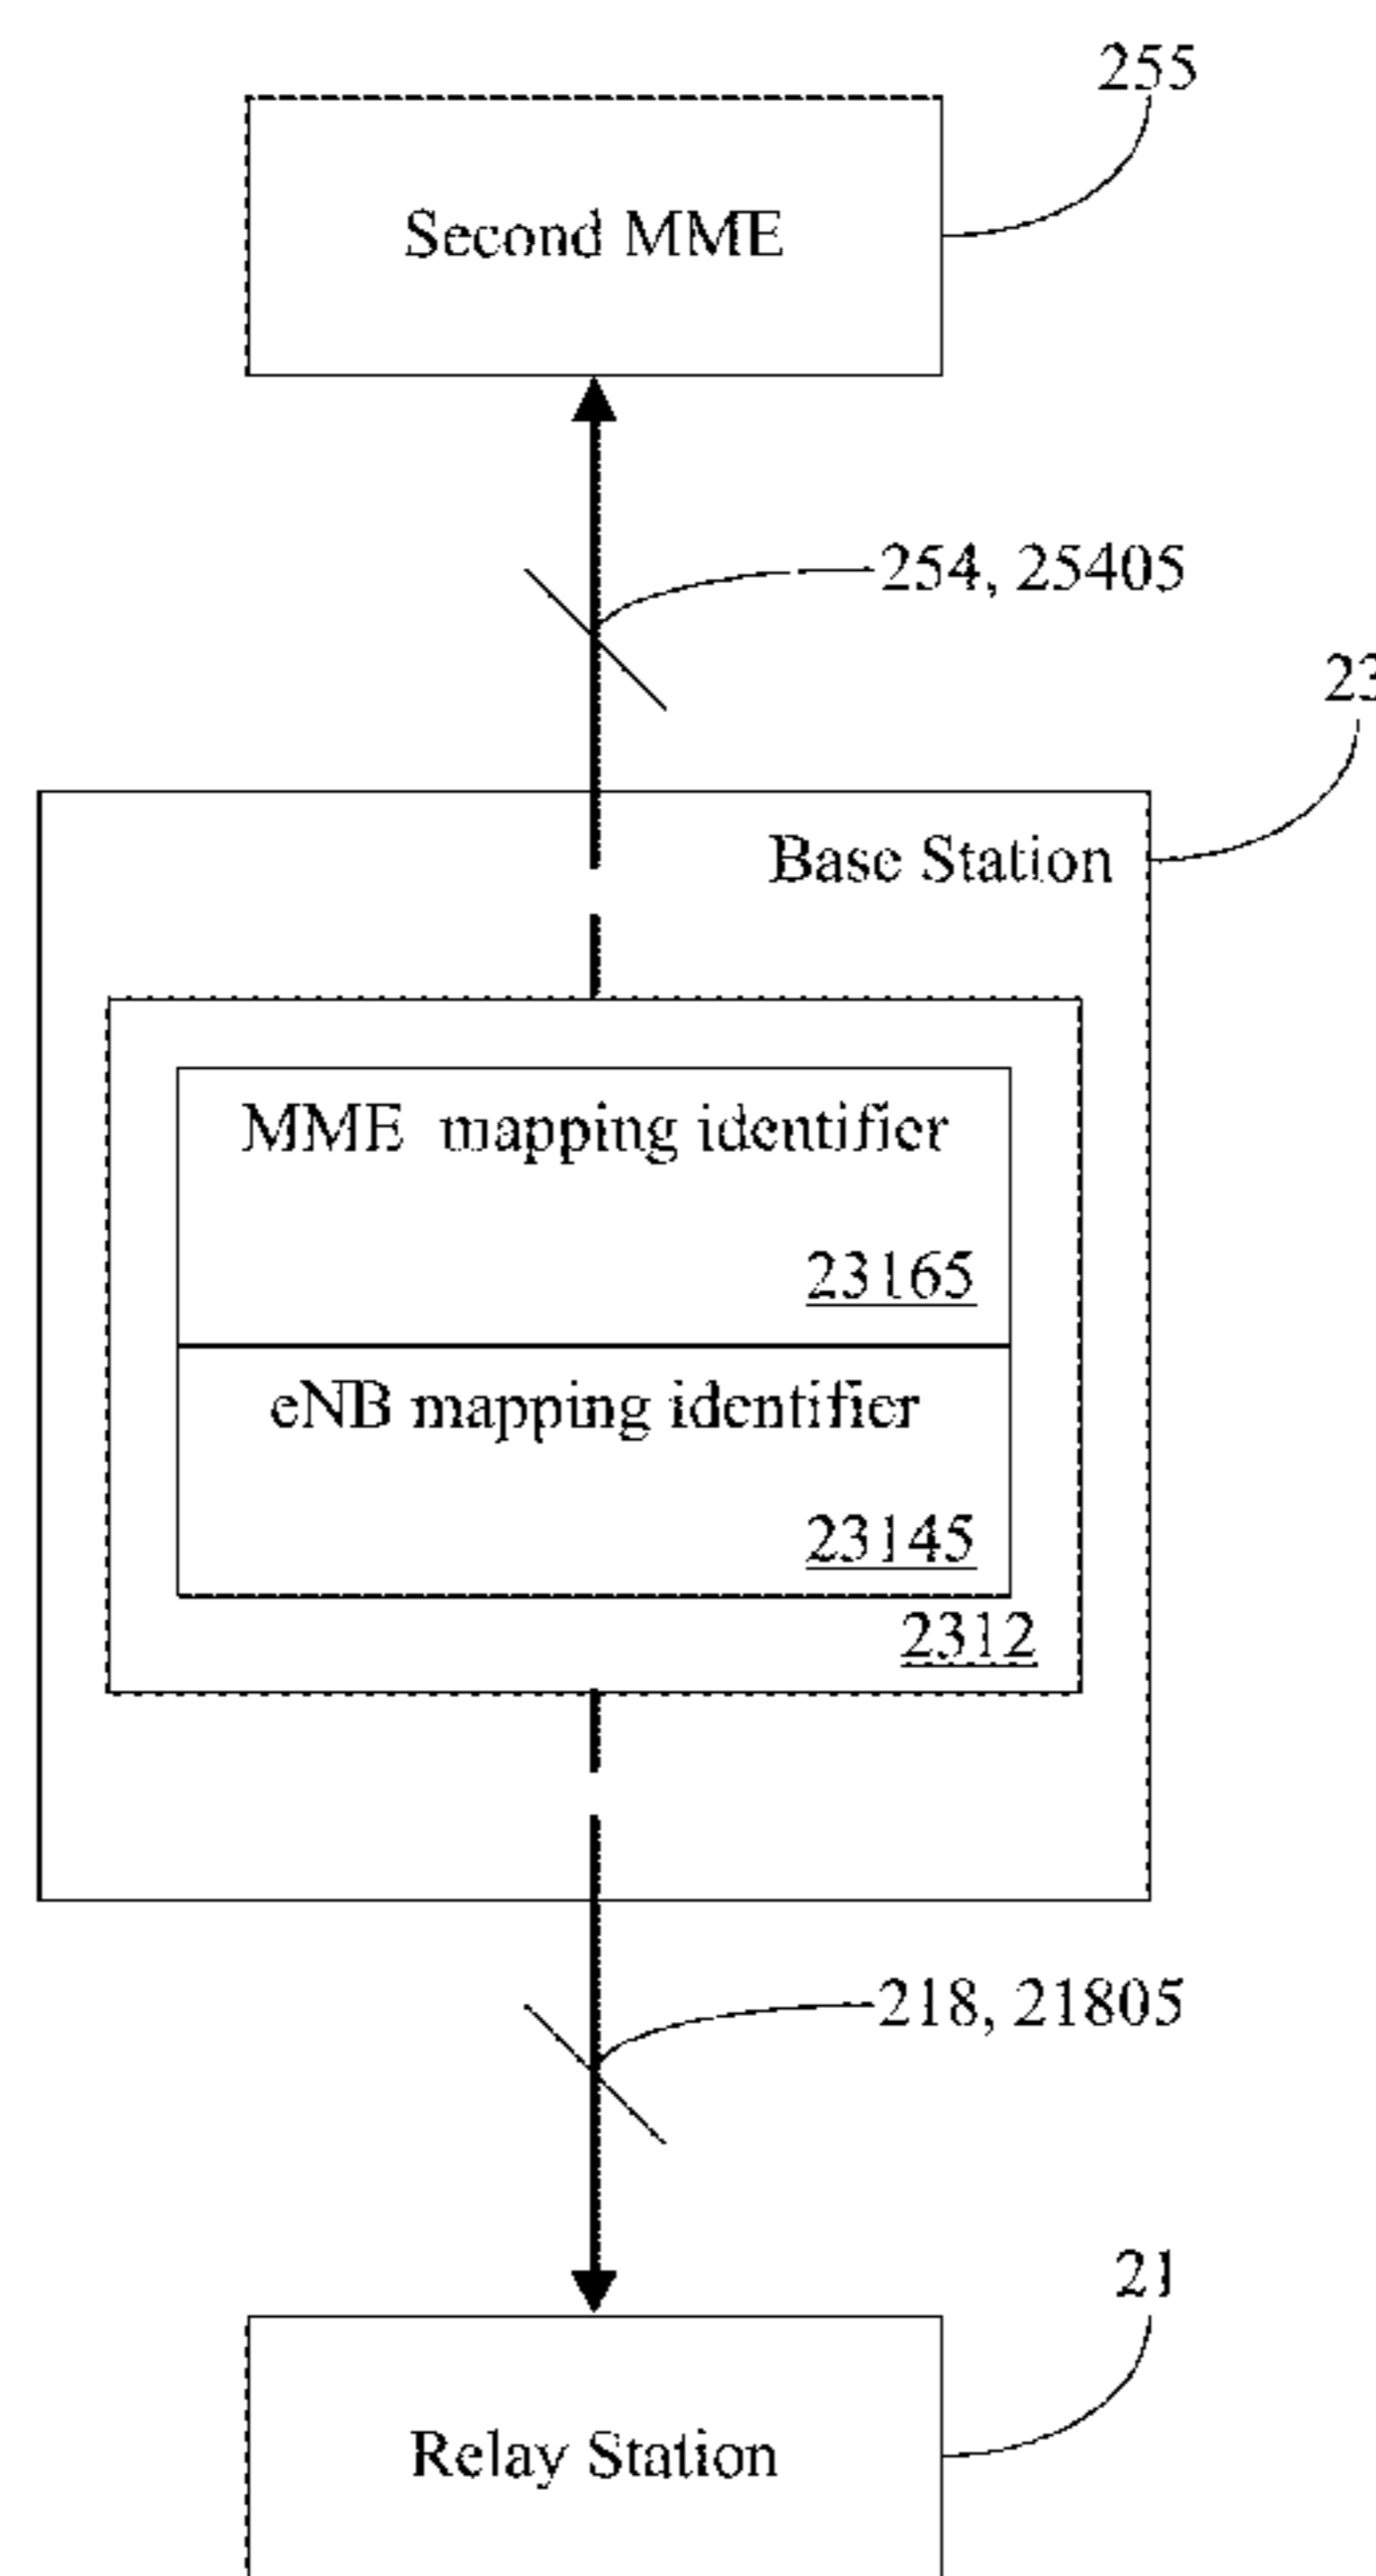 255
Second MME
254, 25405
23
Base Station
MME mapping identifier
23165
eNB mapping identifier
23145
2312
218, 21805
21
Relay Station